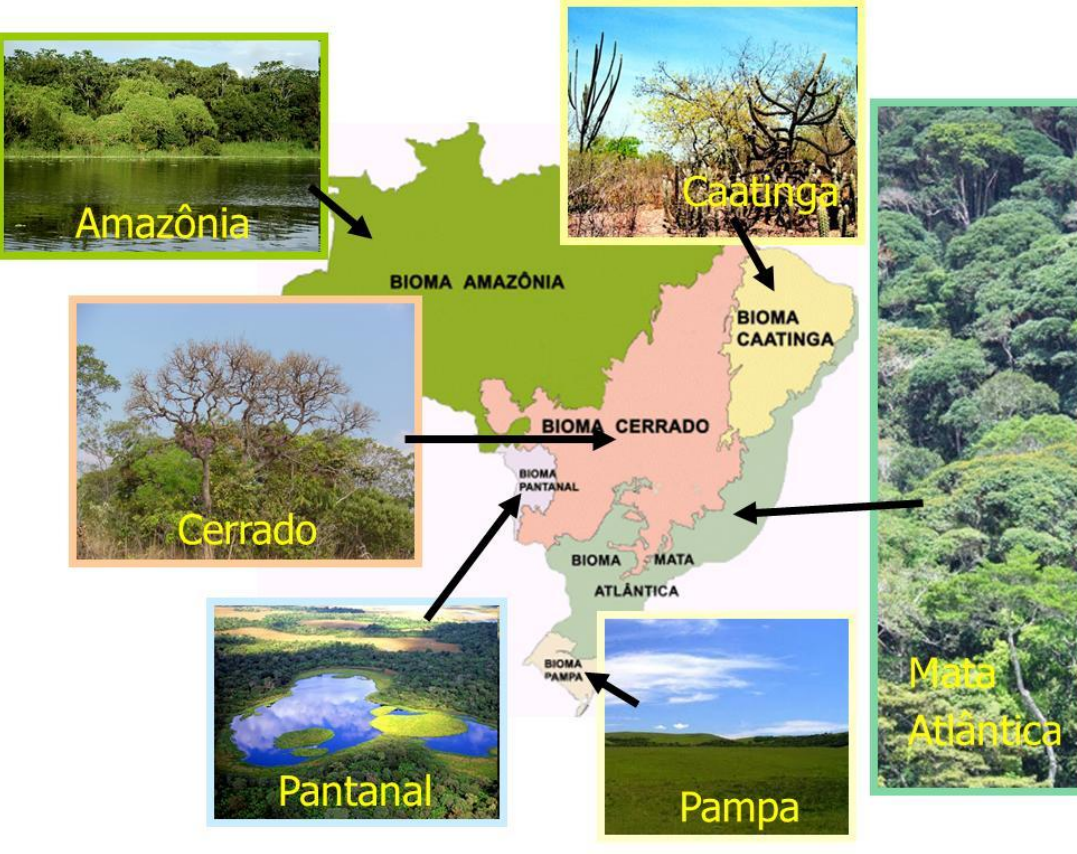 Amazônia
Caatinga
BIOMA AMAZÔNIA
BIOMA
CAATINGA
BIOMA CERRADO
Cerrado
BIOMA
PANTANAL
BIOMA MATA
ATLÂNTICA
BIOMA
PAMPA
Mata
Atlântica
Pantanal
Pampa